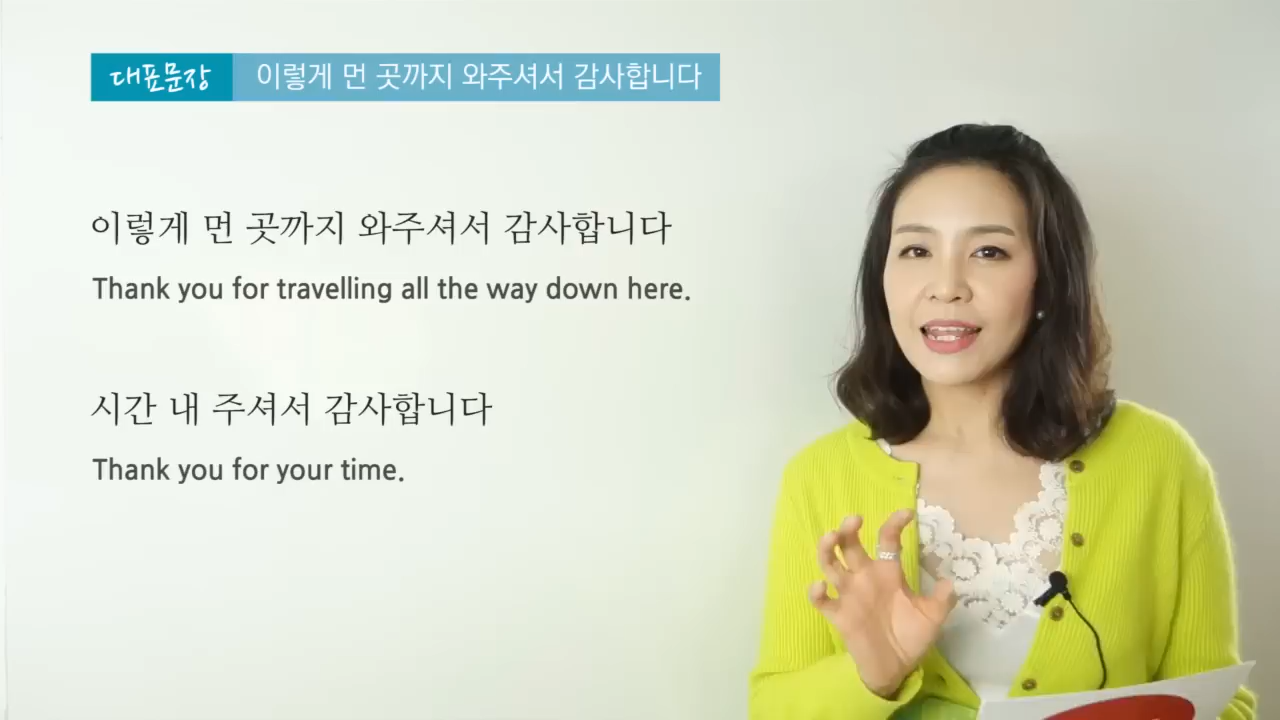 대표문장 이렇게 먼 곳까지 와주셔서 감사합니다
이렇게 먼 곳까지 와주셔서 감사합니다
Thank you for travelling all the way down here.
시간 내 주셔서 감사합니다
Thank you for your time.